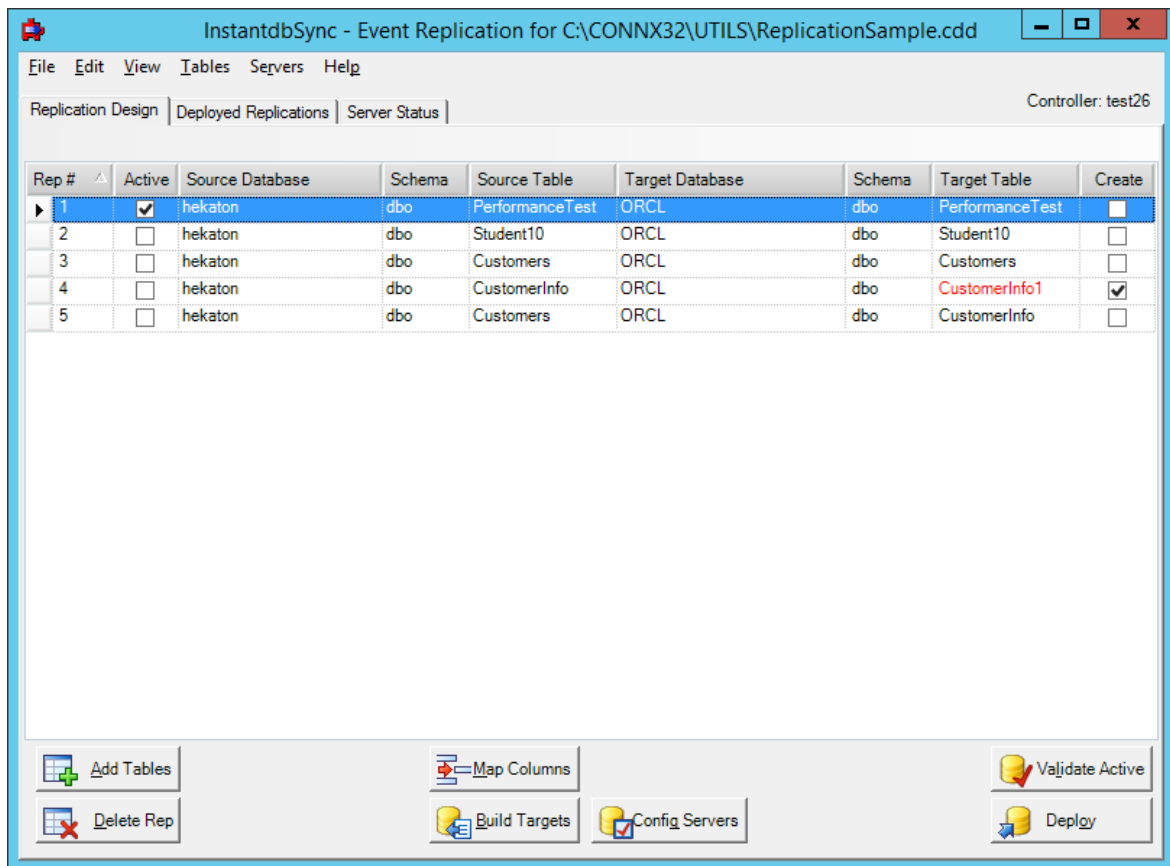 InstantdbSync - Event Replication for C:\CONNX32\UTILS\ReplicationSample.cdd
File Edit View Tables Servers Help
Replication Design Deployed Replications Server Status Controller: test26
Rep # Active Source Database Schema Source Table Target Database Schema Target Table Create
1 hekaton dbo PerformanceTest ORCL dbo PerformanceTest
2 hekaton dbo Student10 ORCL dbo Student10
3 hekaton dbo Customers ORCL dbo Customers
4 hekaton dbo CustomerInfo ORCL dbo CustomerInfo1
5 hekaton dbo Customers ORCL dbo CustomerInfo
Add Tables Map Columns Validate Active
Delete Rep Build Targets Config Servers Deploy